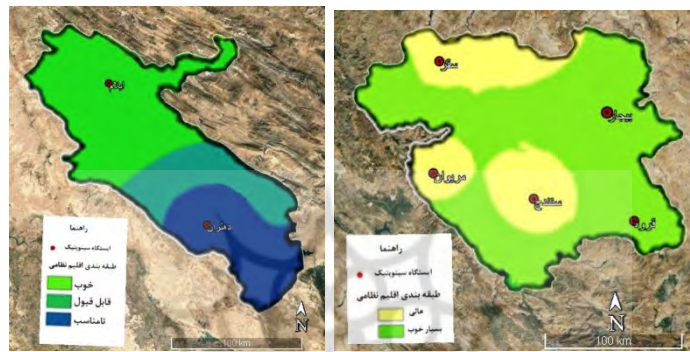 ایلام
دهلران
راهنما
ایستگاه سینوپتیک
طبقه بندی اقلیم نظامی
خوب
قابل قبول
نامناسب
N
100 km
سقز
بیجار
مریوان
سنندج
قروه
راهنما
ایستگاه سینوپتیک
طبقه بندی اقلیم نظامی
عالی
بسیار خوب
N
100 km